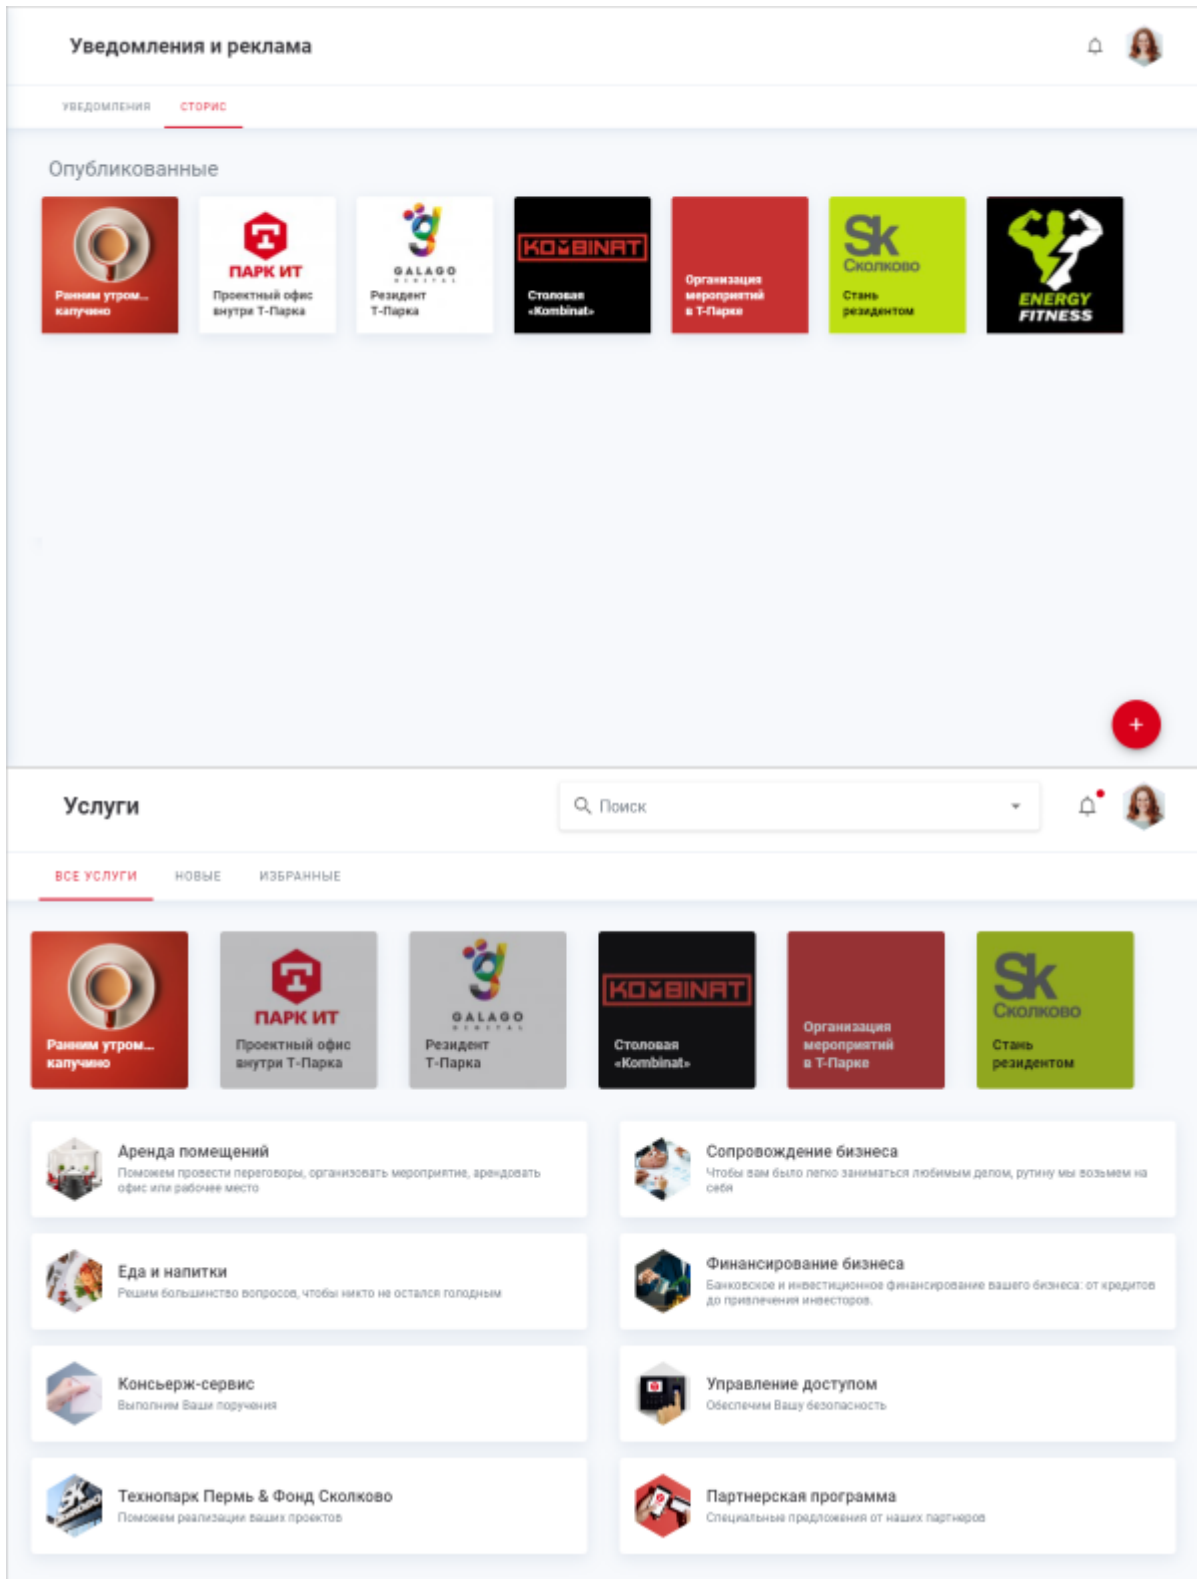 Уведомления и реклама
УВЕДОМЛЕНИЯ
СТОРИС
Опубликованные
Ранним утром...
капучино
ПАРК ИТ
Проектный офис
внутри Т-Парка
GALAGO
DIGITAL
Резидент
Т-Парка
KOMBINAT
Столовая
«Kombinat»
Организация
мероприятий
в Т-Парке
Sk
Сколково
Стань
резидентом
ENERGY
FITNESS
+
Услуги
Поиск
ВСЕ УСЛУГИ
НОВЫЕ
ИЗБРАННЫЕ
Ранним утром...
капучино
ПАРК ИТ
Проектный офис
внутри Т-Парка
GALAGO
DIGITAL
Резидент
Т-Парка
KOMBINAT
Столовая
«Kombinat»
Организация
мероприятий
в Т-Парке
Sk
Сколково
Стань
резидентом
Аренда помещений
Поможем провести переговоры, организовать мероприятие, арендовать
офис или рабочее место
Сопровождение бизнеса
Чтобы вам было легко заниматься любимым делом, рутину мы возьмем на
себя
Еда и напитки
Решим большинство вопросов, чтобы никто не остался голодным
Финансирование бизнеса
Банковское и инвестиционное финансирование вашего бизнеса: от кредитов
до привлечения инвесторов.
Консьерж-сервис
Выполним Ваши поручения
Управление доступом
Обеспечим Вашу безопасность
Технопарк Пермь & Фонд Сколково
Поможем реализации ваших проектов
Партнерская программа
Специальные предложения от наших партнеров